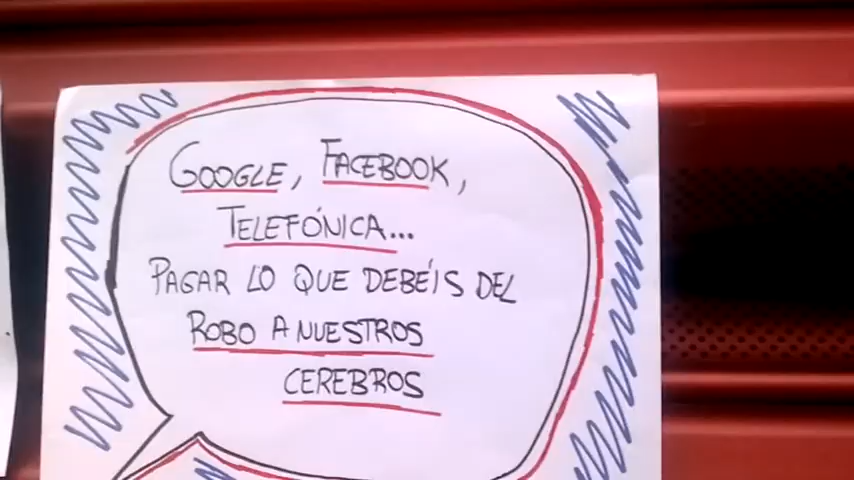 GOOGLE, FACEBOOK,
TELEFÓNICA...
PAGAR LO QUE DEBÉIS DEL
ROBO A NUESTROS
CEREBROS